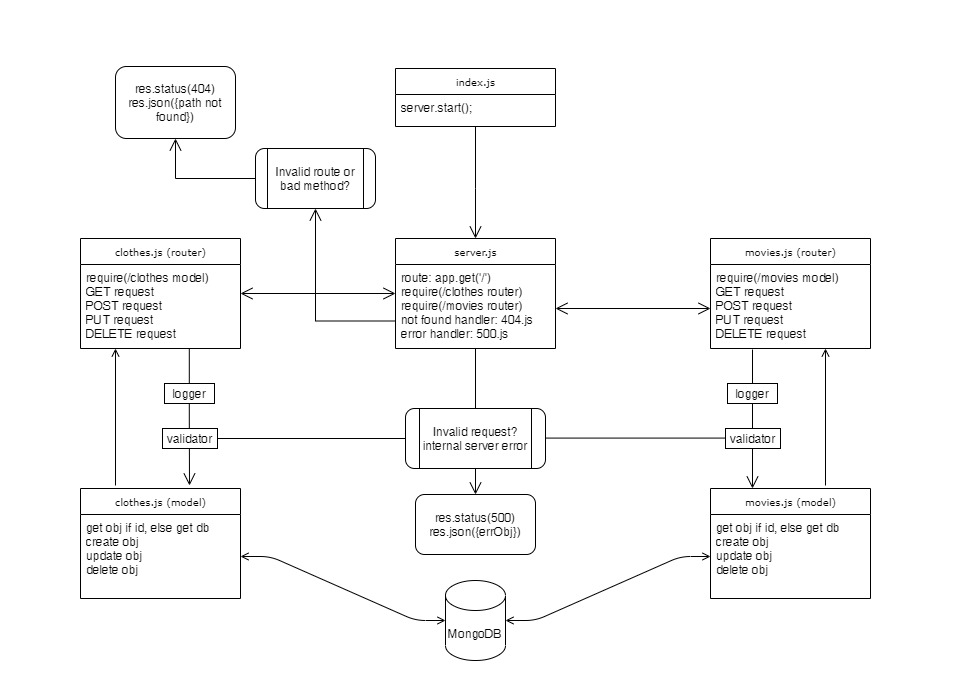 res.status(404)
res.json({path not
found})
index.js
server.start();
Invalid route or
bad method?
clothes.js (router)
require(/clothes model)
GET request
POST request
PUT request
DELETE request
server.js
route: app.get('/')
require(/clothes router)
require(/movies router)
not found handler: 404.js
error handler: 500.js
movies.js (router)
require(/movies model)
GET request
POST request
PUT request
DELETE request
logger
validator
Invalid request?
internal server error
logger
validator
res.status(500)
res.json({errObj})
clothes.js (model)
get obj if id, else get db
create obj
update obj
delete obj
movies.js (model)
get obj if id, else get db
create obj
update obj
delete obj
MongoDB